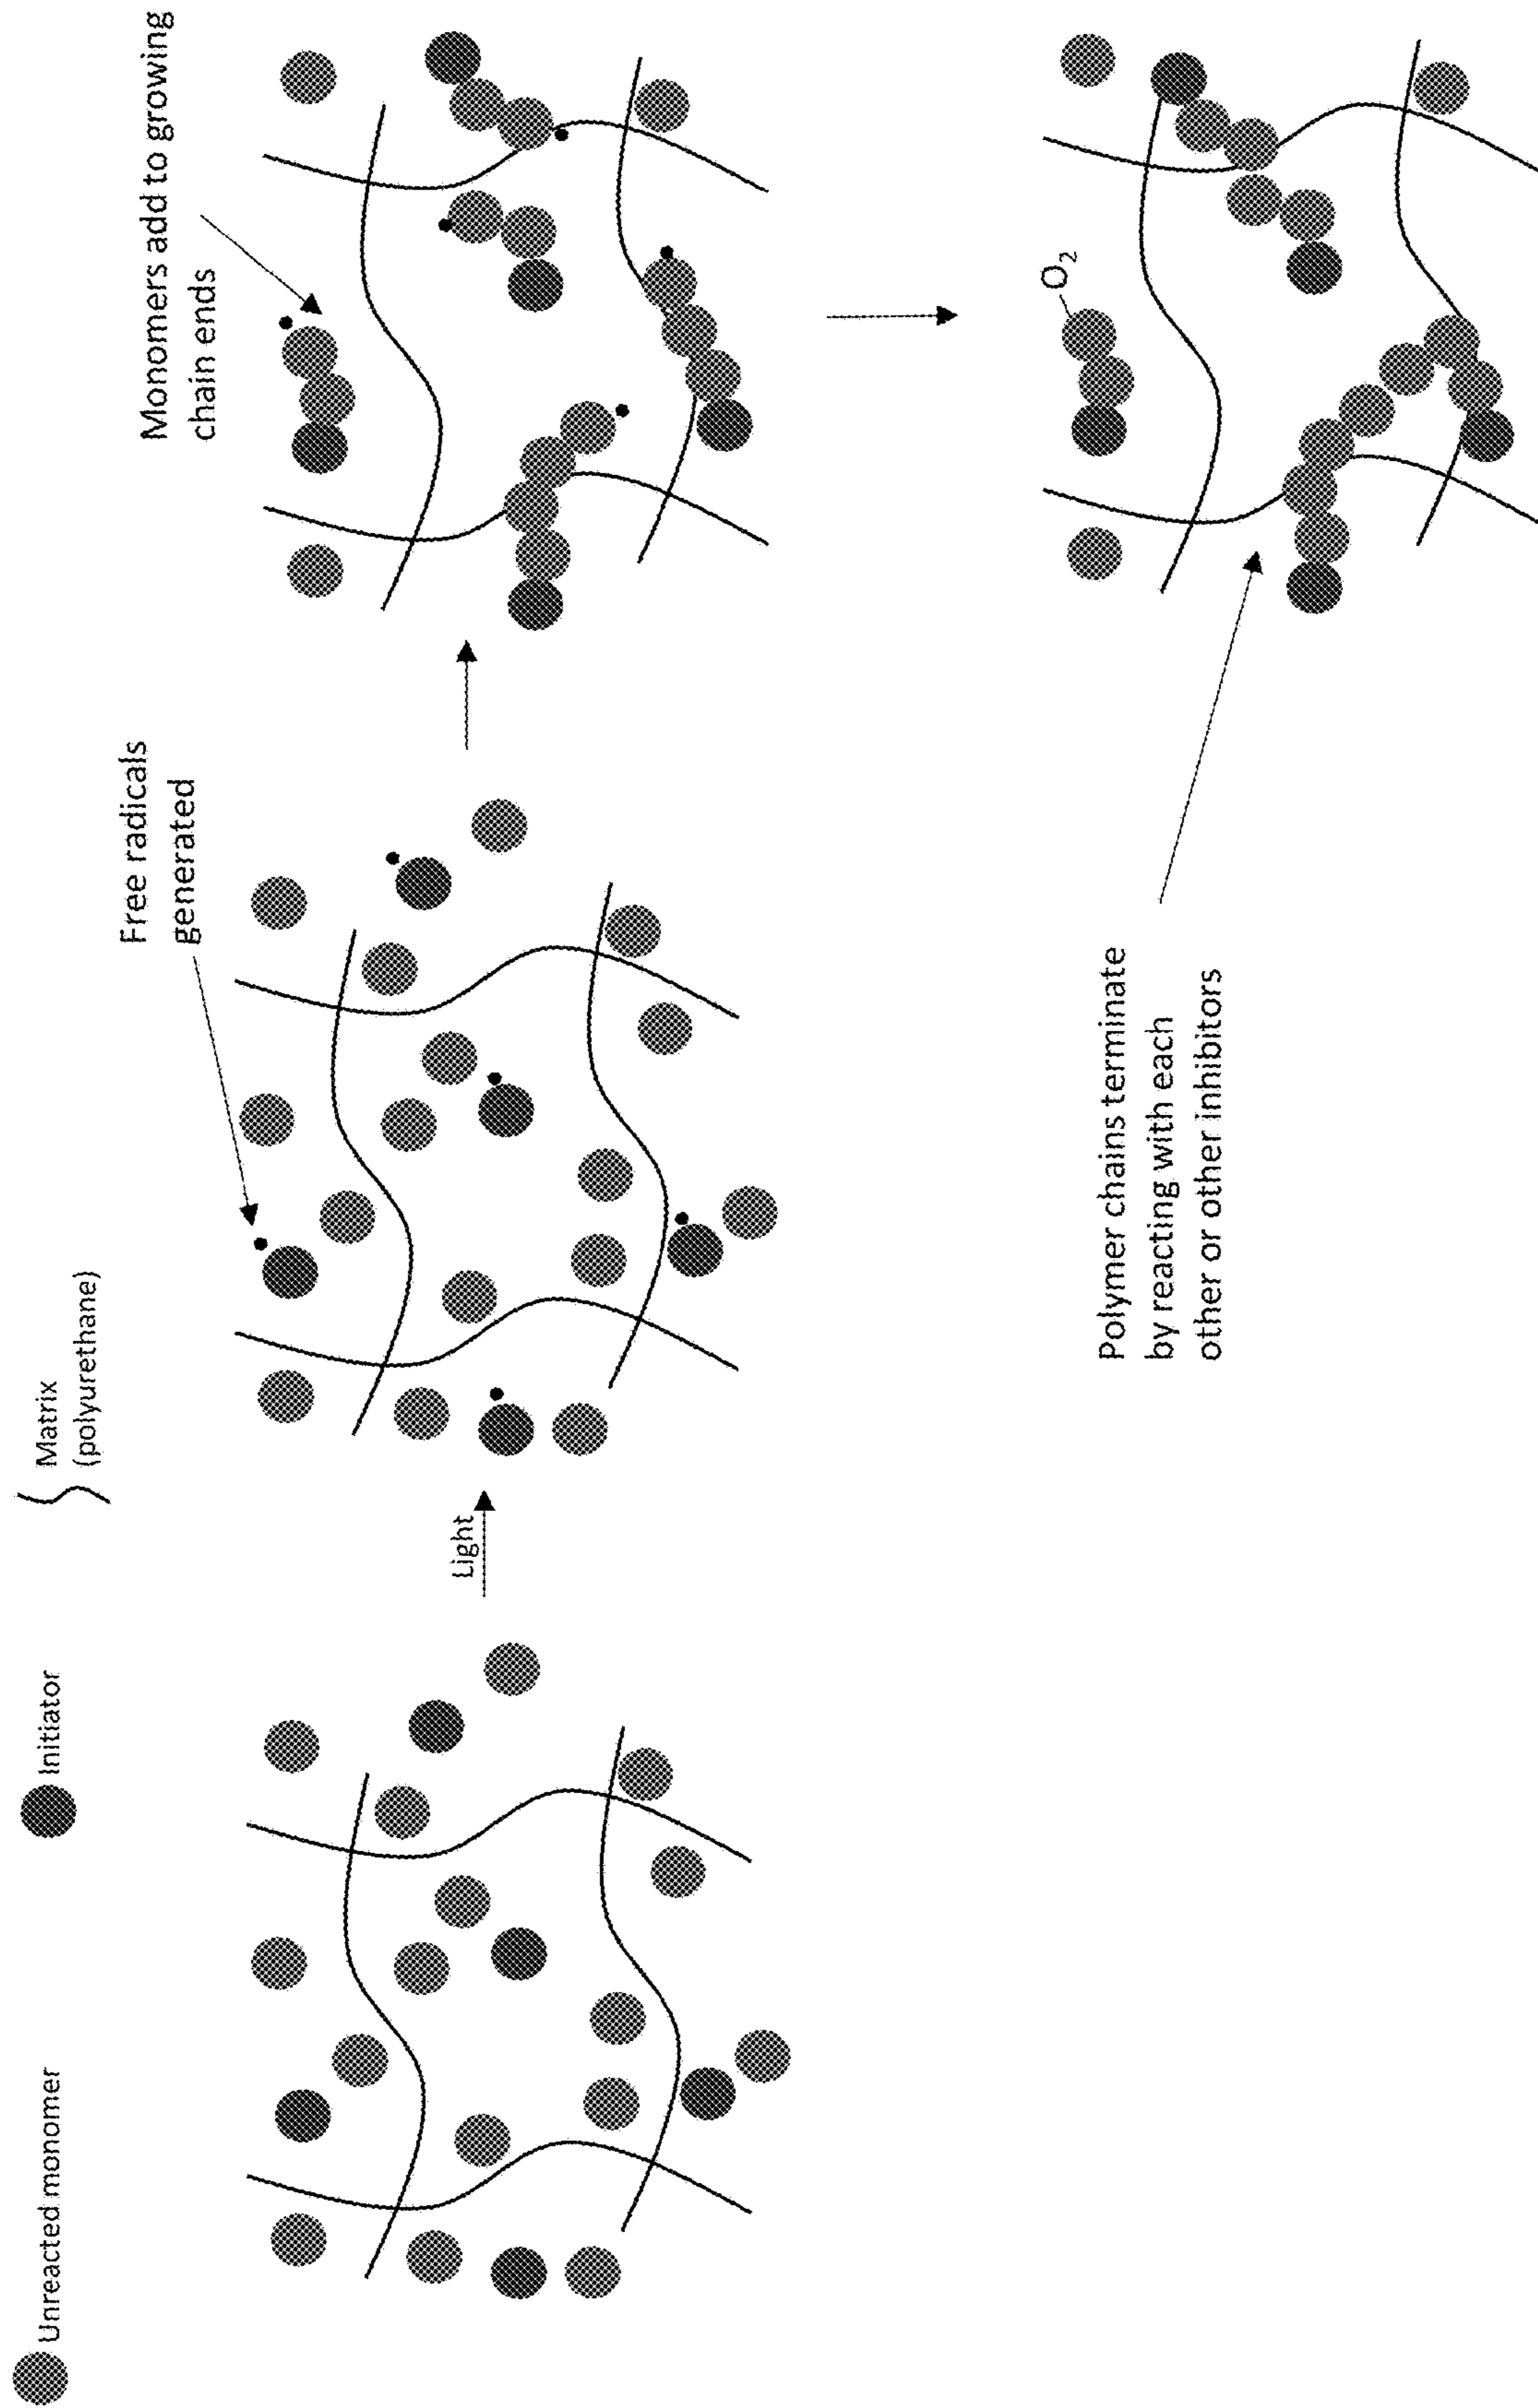 Unreacted monomer
Initiator
Matrix
(polyurethane)
Light
Free radicals
generated
Monomers add to growing
chain ends
Polymer chains terminate
by reacting with each
other or other inhibitors
O2